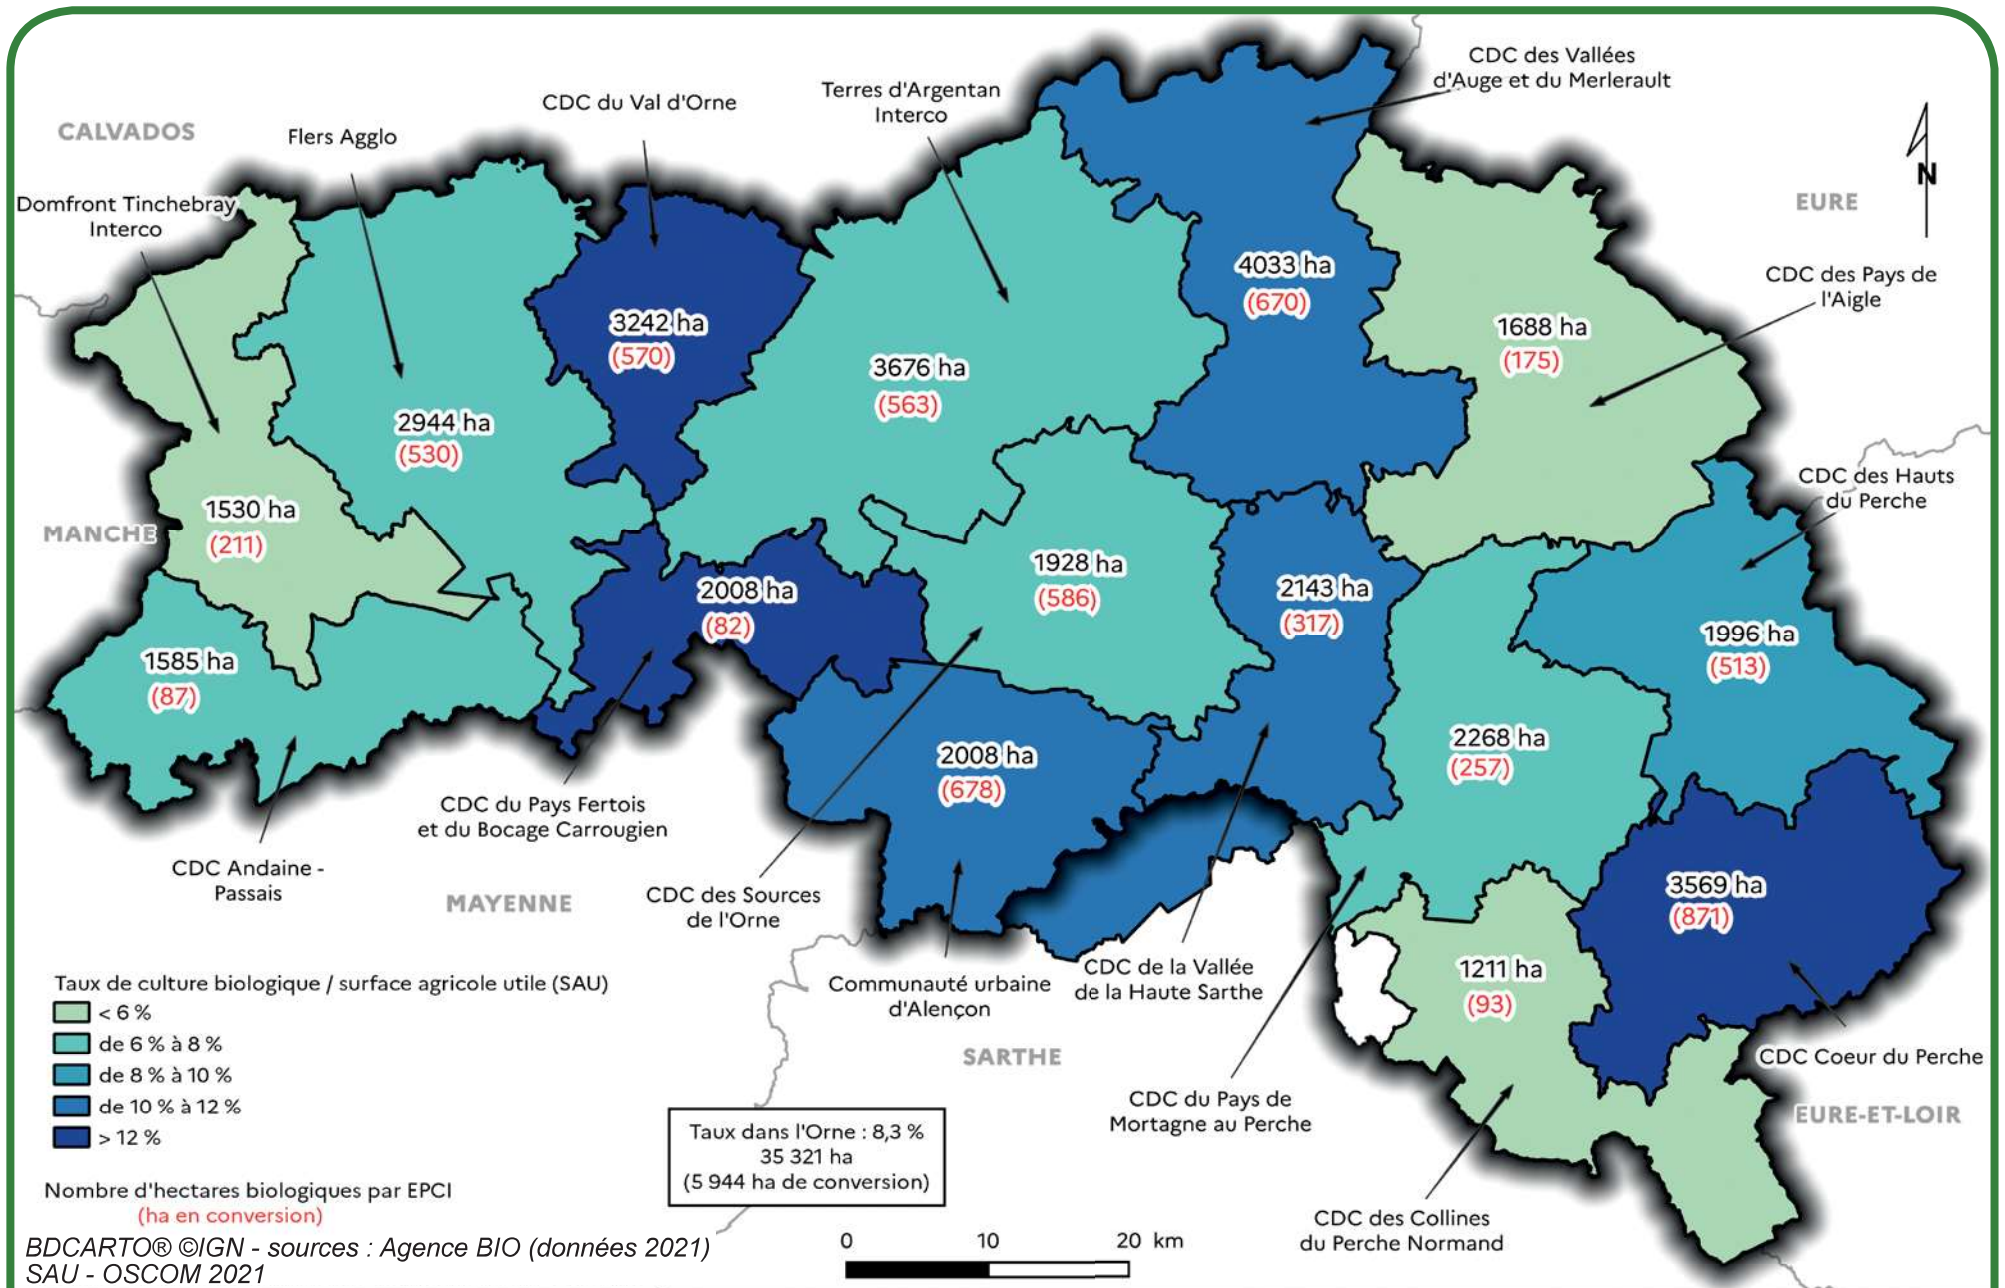 CDC des Vallées
d'Auge et du Merlerault
Terres d'Argentan
Interco
CDC du Val d'Orne
CALVADOS
Flers Agglo
Domfront Tinchebray
Interco
N
EURE
4033 ha
(670)
CDC des Pays de
l'Aigle
3242 ha
(570)
1688 ha
(175)
3676 ha
(563)
2944 ha
(530)
CDC des Hauts
du Perche
1530 ha
(211)
MANCHE
1928 ha
(586)
2008 ha
(82)
2143 ha
(317)
1996 ha
(513)
1585 ha
(87)
2268 ha
(257)
2008 ha
(678)
CDC du Pays Fertois
et du Bocage Carrougien
CDC Andaine -
Passais
MAYENNE
CDC des Sources
de l'Orne
3569 ha
(871)
1211 ha
(93)
Communauté urbaine
d'Alençon
CDC de la Vallée
de la Haute Sarthe
SARTHE
CDC Coeur du Perche
CDC du Pays de
Mortagne au Perche
EURE-ET-LOIR
CDC des Collines
du Perche Normand
Taux de culture biologique / surface agricole utile (SAU)
< 6 %
de 6 % à 8 %
de 8 % à 10 %
de 10 % à 12 %
> 12 %
Taux dans l'Orne : 8,3 %
35 321 ha
(5 944 ha de conversion)
Nombre d'hectares biologiques par EPCI
(ha en conversion)
0 10 20 km
BDCARTO® ©IGN - sources : Agence BIO (données 2021)
SAU - OSCOM 2021